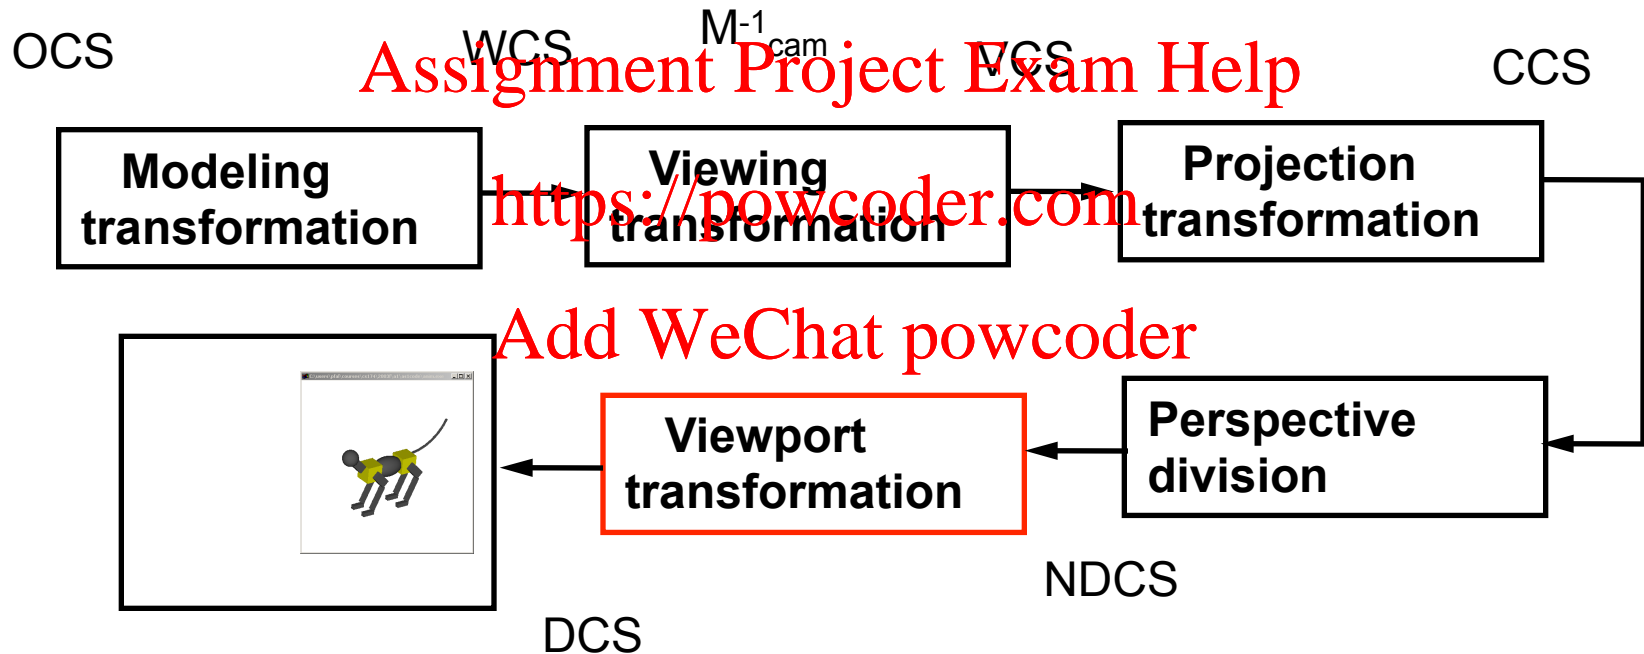 OCS
WCS
M-1cam
VCS
CCS
Assignment Project Exam Help
Modeling
transformation
Viewing
transformation
Projection
transformation
https://powcoder.com
Add WeChat powcoder
Viewport
transformation
Perspective
division
NDCS
DCS